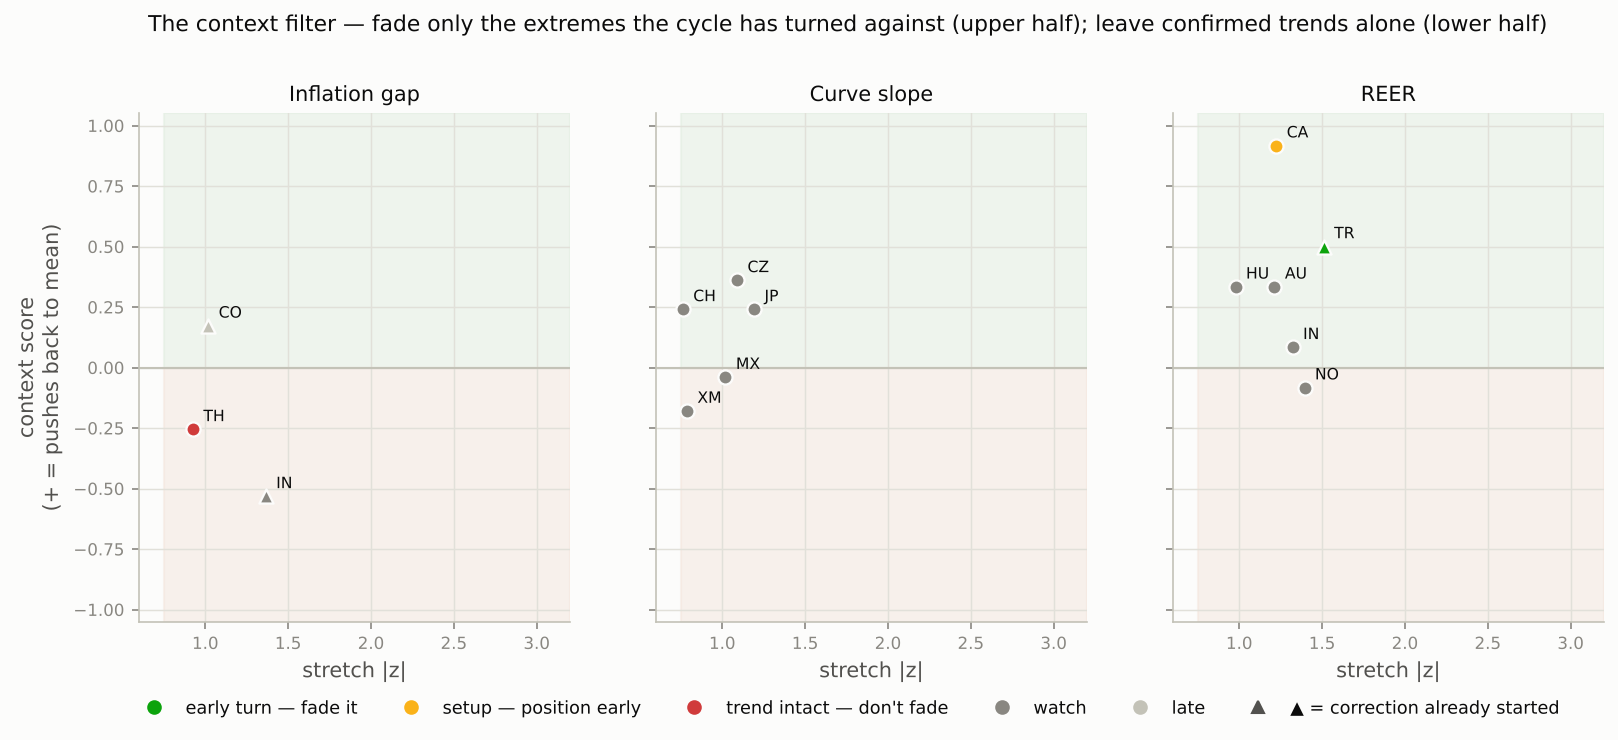 The context filter — fade only the extremes the cycle has turned against (upper half); leave confirmed trends alone (lower half)
Inflation gap
Curve slope
REER
context score
(+ = pushes back to mean)
1.00
0.75
0.50
0.25
0.00
−0.25
−0.50
−0.75
−1.00
CO
TH
IN
CZ
CH
JP
MX
XM
CA
TR
HU
AU
IN
NO
1.0 1.5 2.0 2.5 3.0
1.0 1.5 2.0 2.5 3.0
1.0 1.5 2.0 2.5 3.0
stretch |z|
stretch |z|
stretch |z|
early turn — fade it
setup — position early
trend intact — don't fade
watch
late
▲ = correction already started